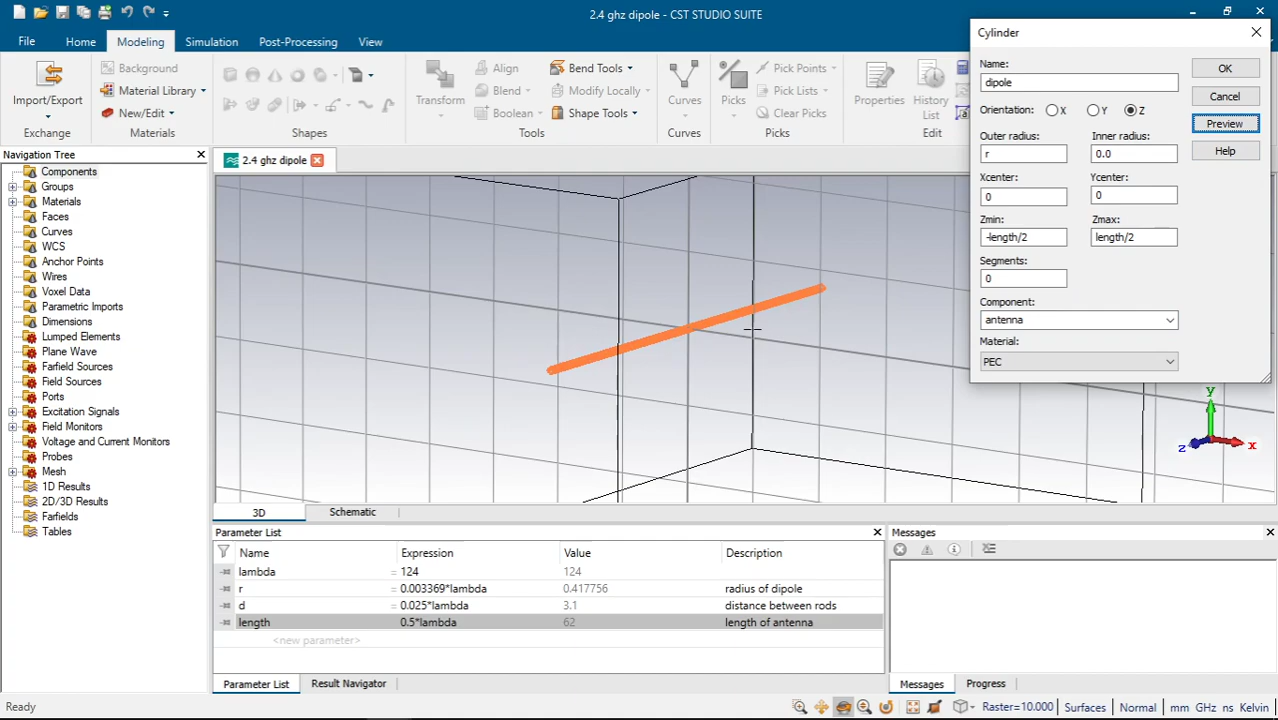 2.4 ghz dipole - CST STUDIO SUITE
File Home Modeling Simulation Post-Processing View
Import/Export
Exchange
Background
Material Library
New/Edit
Materials
Shapes
Transform
Align
Blend
Boolean
Bend Tools
Modify Locally
Shape Tools
Tools
Curves
Curves
Picks
Pick Points
Pick Lists
Clear Picks
Picks
Properties
History
List
Edit
Navigation Tree
Components
Groups
Materials
Faces
Curves
WCS
Anchor Points
Wires
Voxel Data
Parametric Imports
Dimensions
Lumped Elements
Plane Wave
Farfield Sources
Field Sources
Ports
Excitation Signals
Field Monitors
Voltage and Current Monitors
Probes
Mesh
1D Results
2D/3D Results
Farfields
Tables
2.4 ghz dipole
Cylinder
Name:
dipole
OK
Cancel
Preview
Help
Orientation: X Y Z
Outer radius: Inner radius:
r 0.0
Xcenter: Ycenter:
0 0
Zmin: Zmax:
-length/2 length/2
Segments:
0
Component:
antenna
Material:
PEC
y
x
z
3D Schematic
Parameter List
Name Expression Value Description
lambda = 124 124
r = 0.003369*lambda 0.417756 radius of dipole
d = 0.025*lambda 3.1 distance between rods
length = 0.5*lambda 62 length of antenna
<new parameter>
Parameter List Result Navigator
Messages
Messages Progress
Ready
Raster=10.000 Surfaces Normal mm GHz ns Kelvin